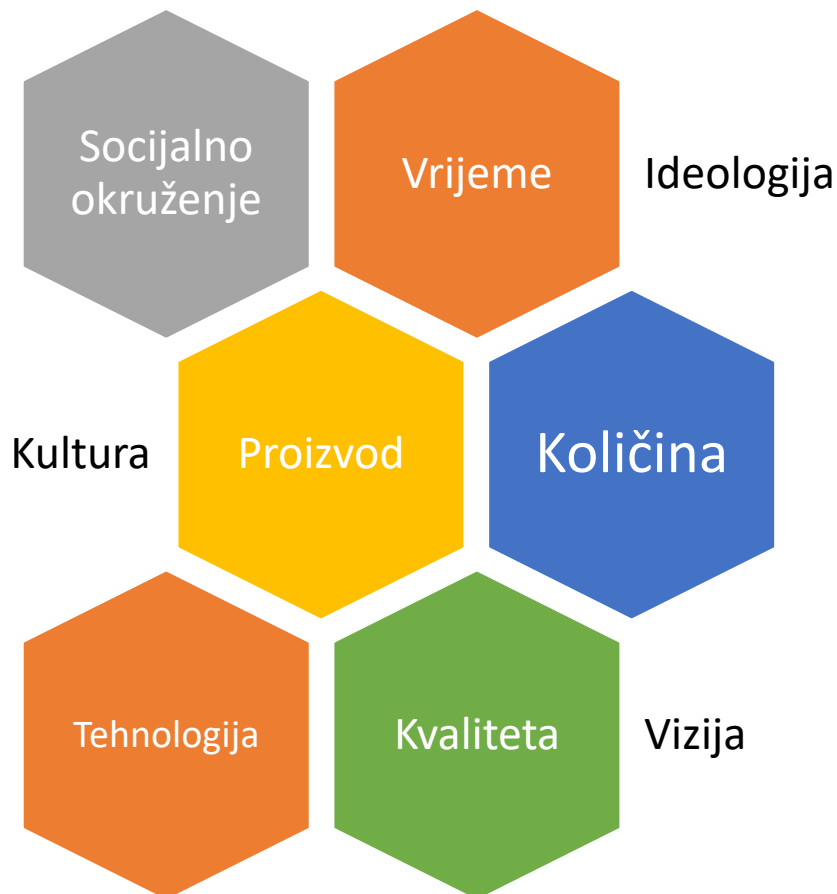 Socijalno
okruženje
Vrijeme
Ideologija
Kultura
Proizvod
Količina
Tehnologija
Kvaliteta
Vizija